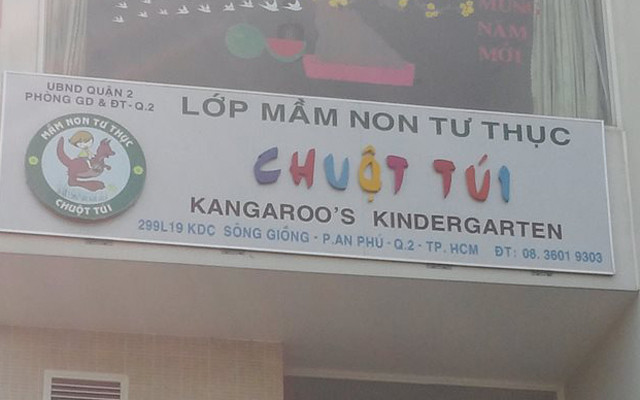 MỪNG
NĂM
MỚI
UBND QUẬN 2
PHÒNG GD & ĐT-Q.2
LỚP MẦM NON TƯ THỤC
MẦM NON TƯ THỤC
CHUỘT TÚI
CHUỘT TÚI
KANGAROO'S KINDERGARTEN
299L19 KDC SÔNG GIỒNG - P.AN PHÚ - Q.2 - TP. HCM ĐT: 08. 3601 9303